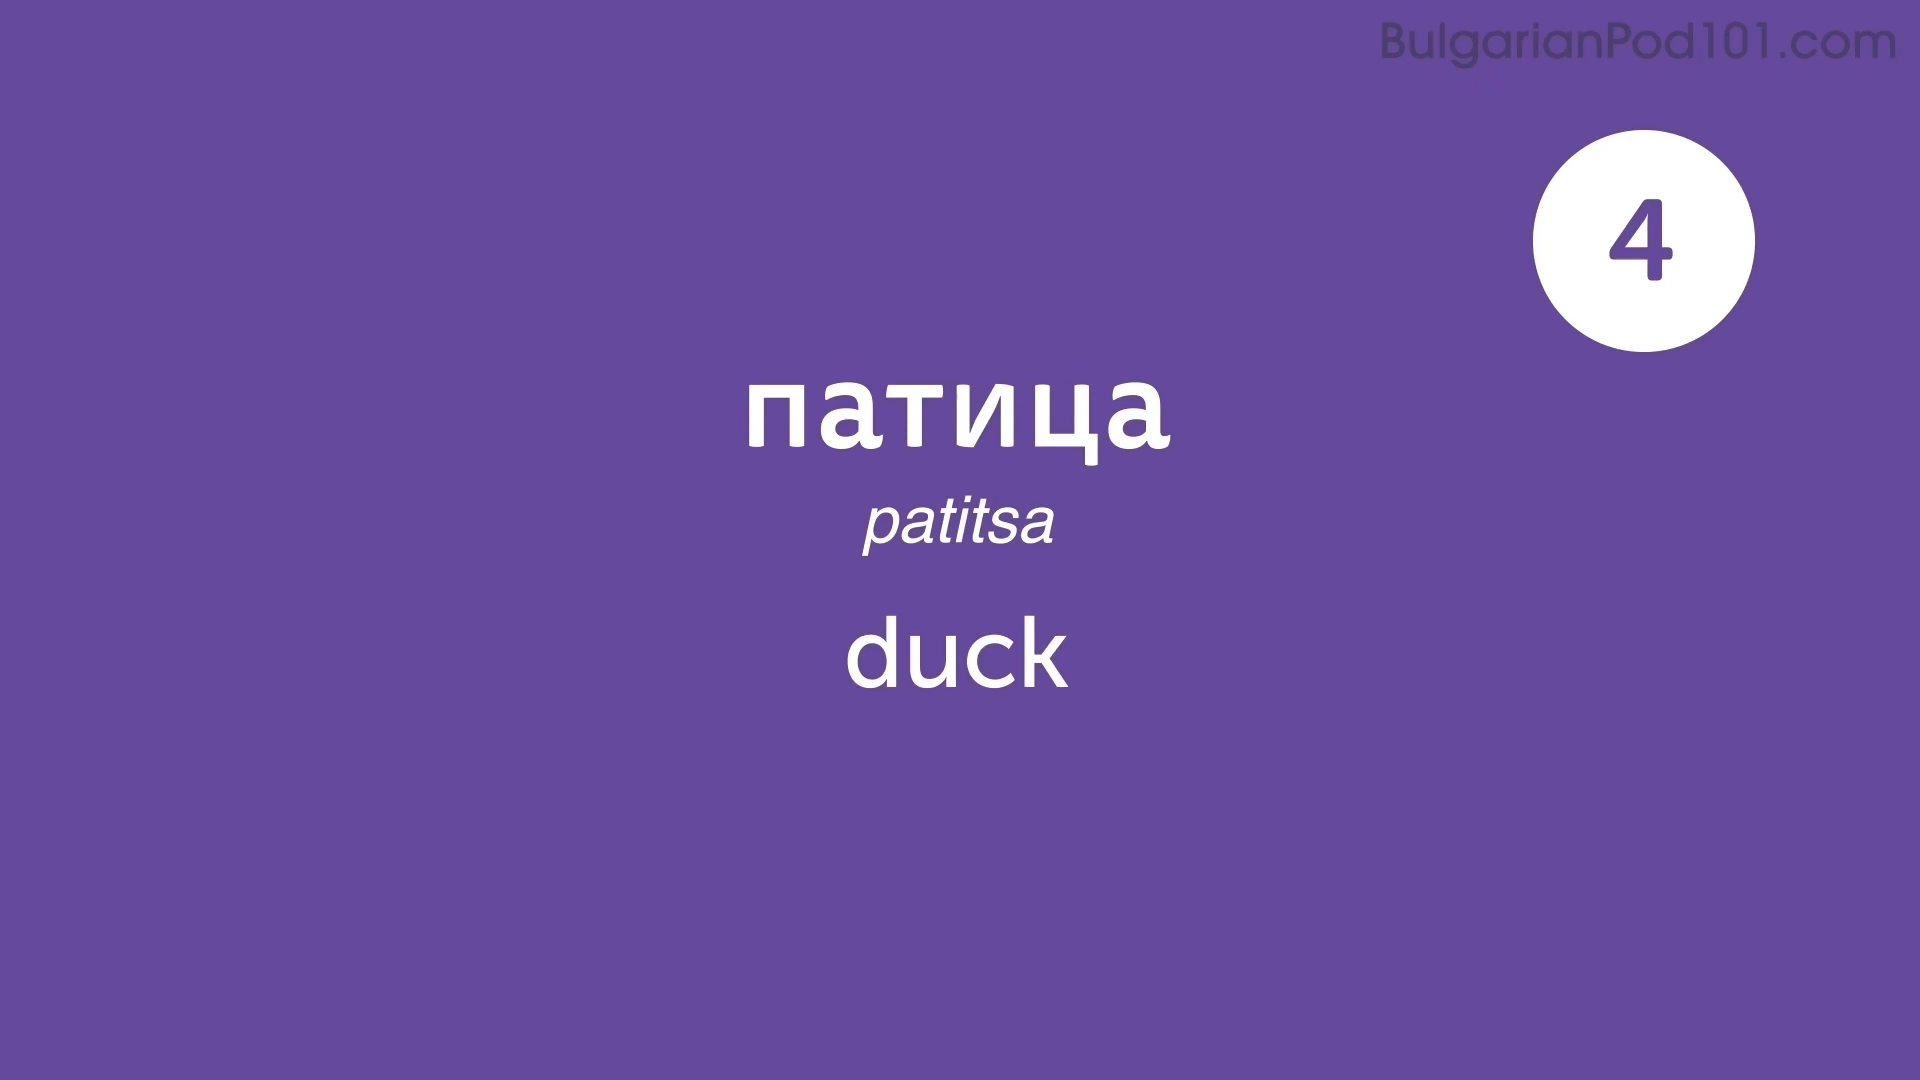 BulgarianPod101.com
4
патица
patitsa
duck